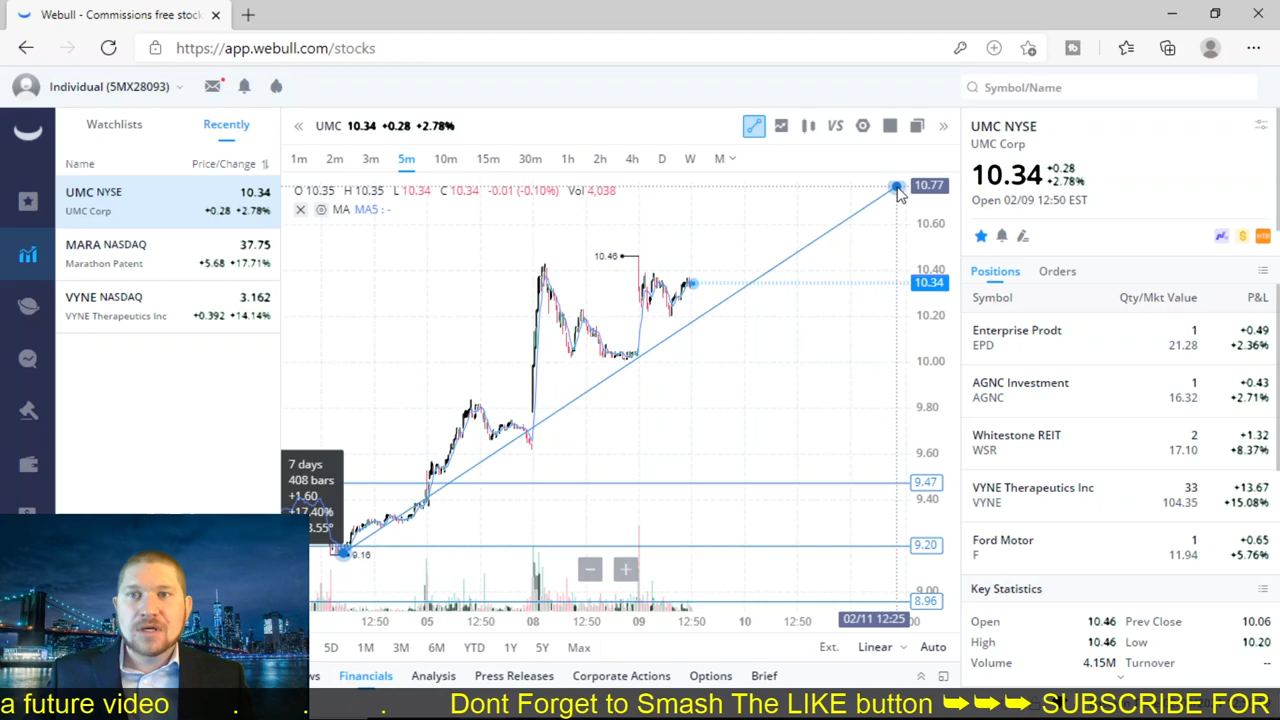 Webull - Commissions free stock
https://app.webull.com/stocks
Individual (5MX28093)
Symbol/Name
Watchlists
Recently
Name
Price/Change
UMC NYSE
10.34
UMC Corp
+0.28 +2.78%
MARA NASDAQ
37.75
Marathon Patent
+5.68 +17.71%
VYNE NASDAQ
3.162
VYNE Therapeutics Inc
+0.392 +14.14%
UMC 10.34 +0.28 +2.78%
VS
1m 2m 3m 5m 10m 15m 30m 1h 2h 4h D W M
O 10.35 H 10.35 L 10.34 C 10.34 -0.01 (-0.10%) Vol 4,038
MA MA5 : -
10.77
10.60
10.46
10.40
10.34
10.20
10.00
9.80
9.60
9.47
9.40
9.20
9.00
8.96
7 days
408 bars
+1.60
+17.40%
3.55°
9.16
12:50 05 12:50 08 12:50 09 12:50 10 12:50 02/11 12:25 :00
5D 1M 3M 6M YTD 1Y 5Y Max
Ext. Linear Auto
ws Financials Analysis Press Releases Corporate Actions Options Brief
UMC NYSE
UMC Corp
10.34 +0.28
+2.78%
Open 02/09 12:50 EST
Positions Orders
Symbol Qty/Mkt Value P&L
Enterprise Prodt 1 +0.49
EPD 21.28 +2.36%
AGNC Investment 1 +0.43
AGNC 16.32 +2.71%
Whitestone REIT 2 +1.32
WSR 17.10 +8.37%
VYNE Therapeutics Inc 33 +13.67
VYNE 104.35 +15.08%
Ford Motor 1 +0.65
F 11.94 +5.76%
Key Statistics
Open 10.46 Prev Close 10.06
High 10.46 Low 10.20
Volume 4.15M Turnover --
a future video . . . Dont Forget to Smash The LIKE button ➥➥➥ SUBSCRIBE FOR